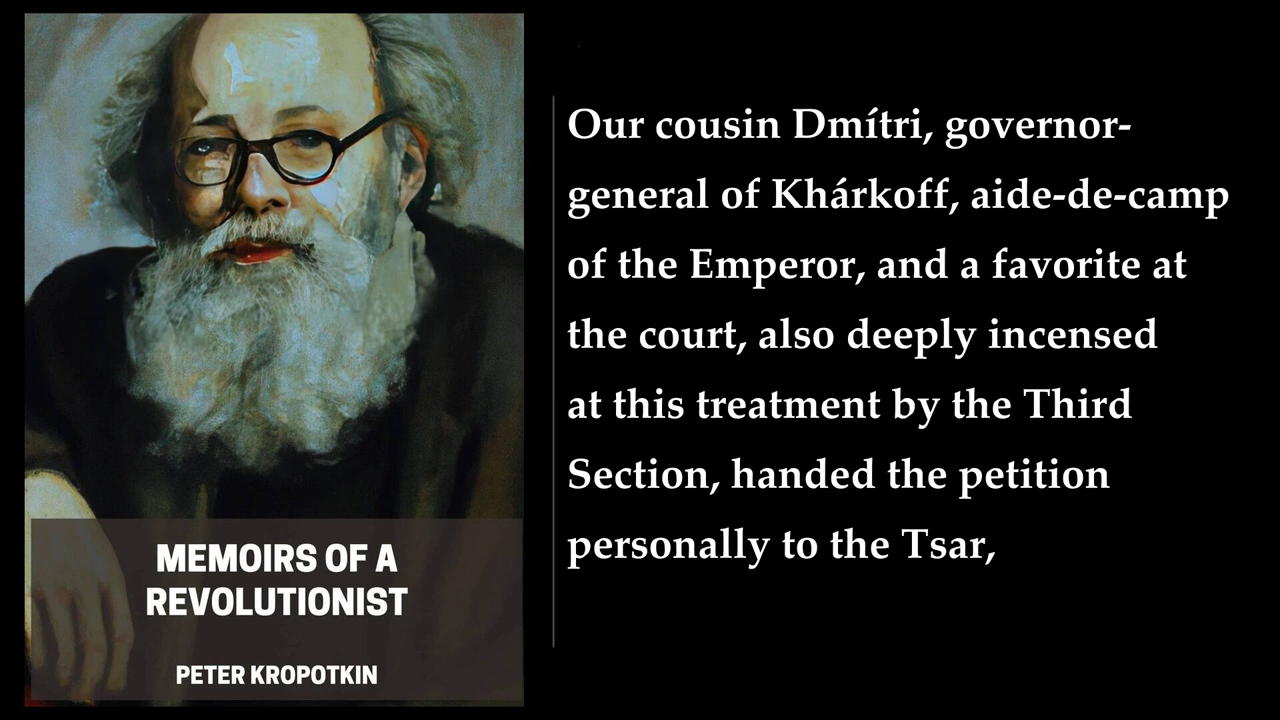 MEMOIRS OF A
REVOLUTIONIST
PETER KROPOTKIN
Our cousin Dmítri, governor-
general of Khárkoff, aide-de-camp
of the Emperor, and a favorite at
the court, also deeply incensed
at this treatment by the Third
Section, handed the petition
personally to the Tsar,